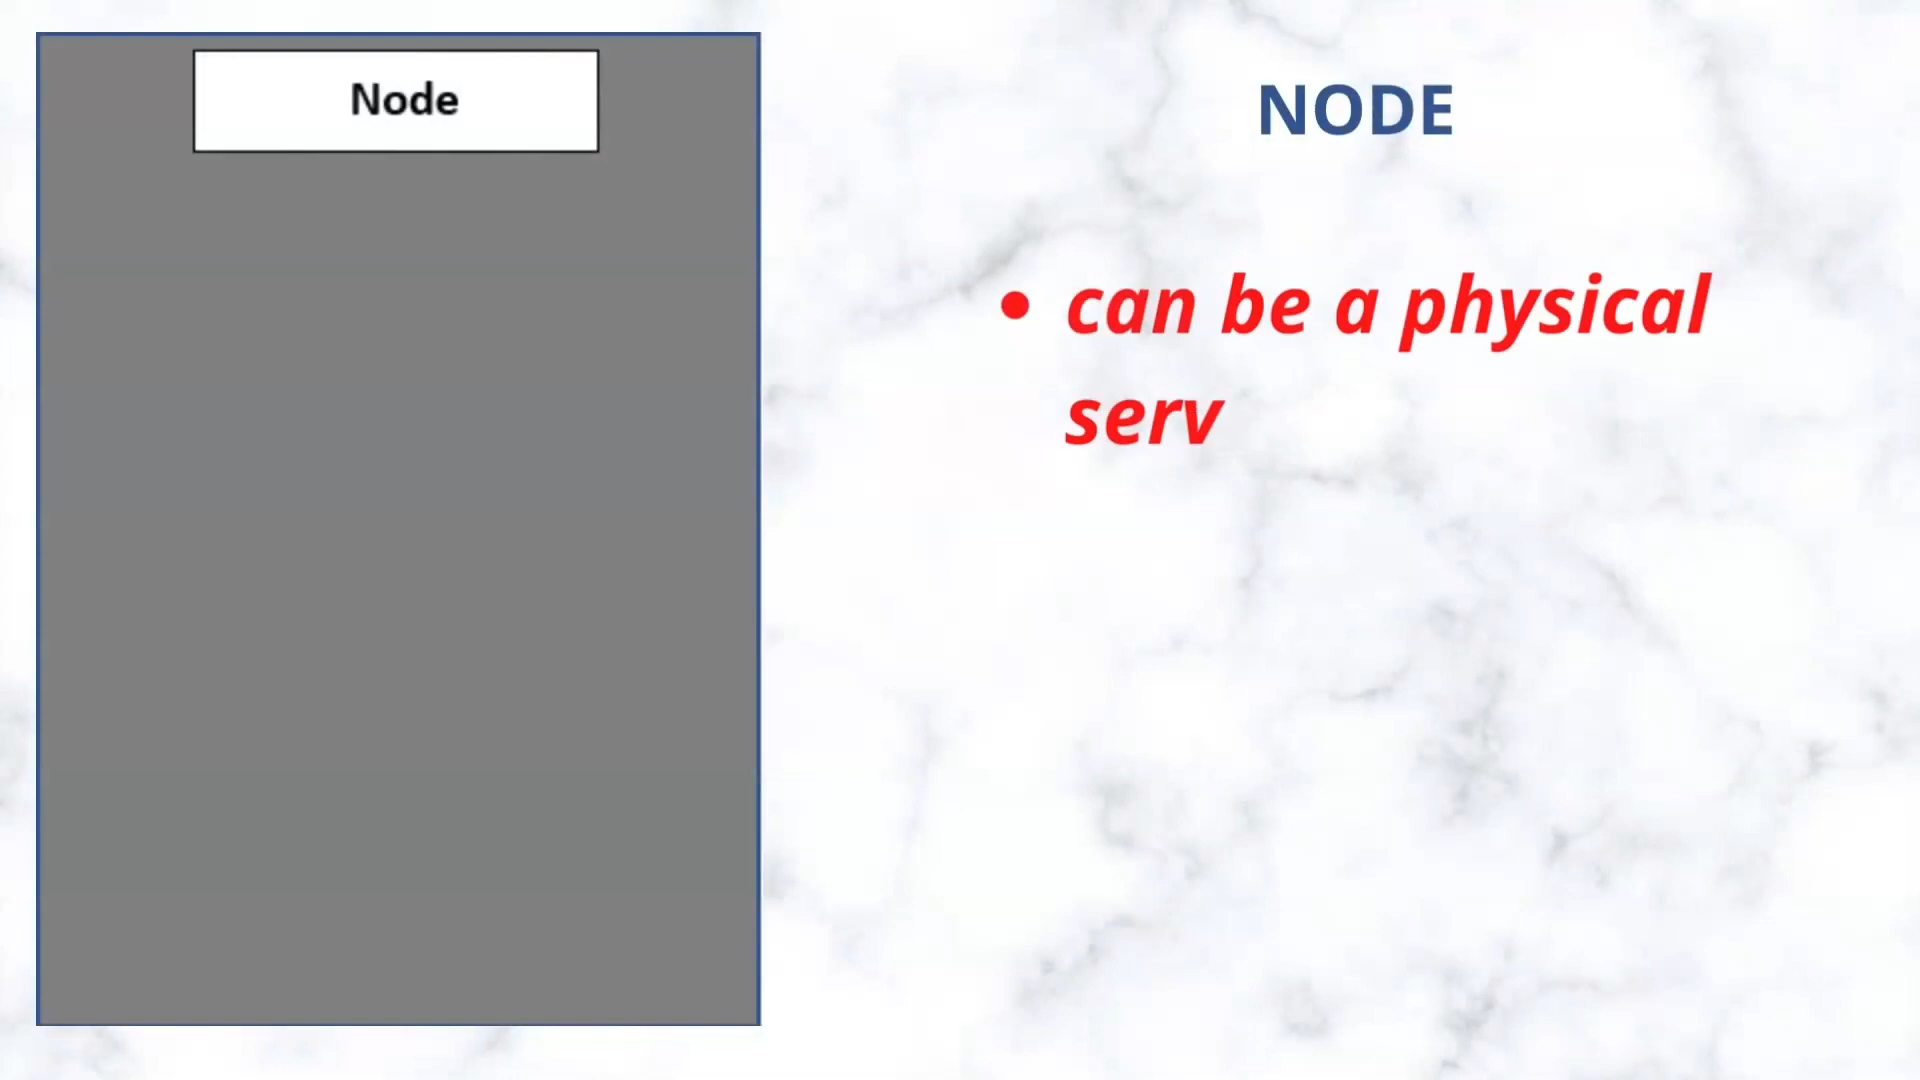 Node
NODE
• can be a physical
serv